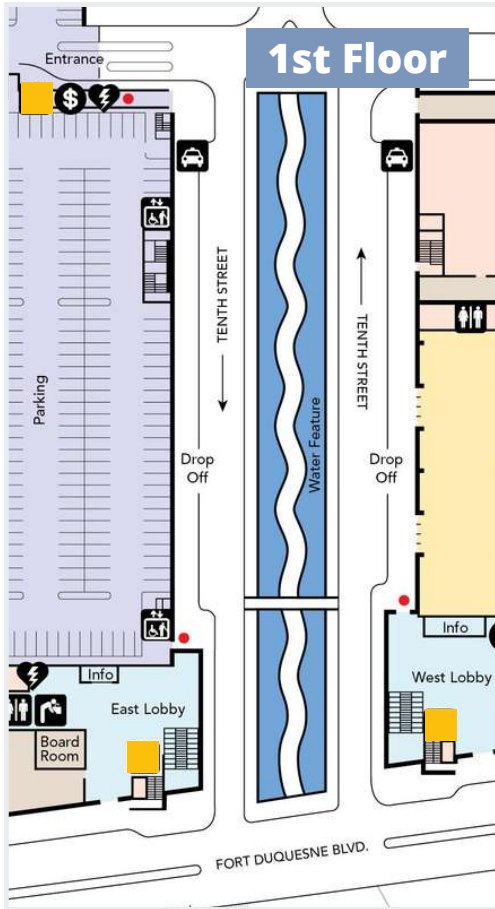 1st Floor
Entrance
$
TENTH STREET
TENTH STREET
Parking
Water Feature
Drop
Off
Drop
Off
Info
Info
West Lobby
East Lobby
Board
Room
FORT DUQUESNE BLVD.